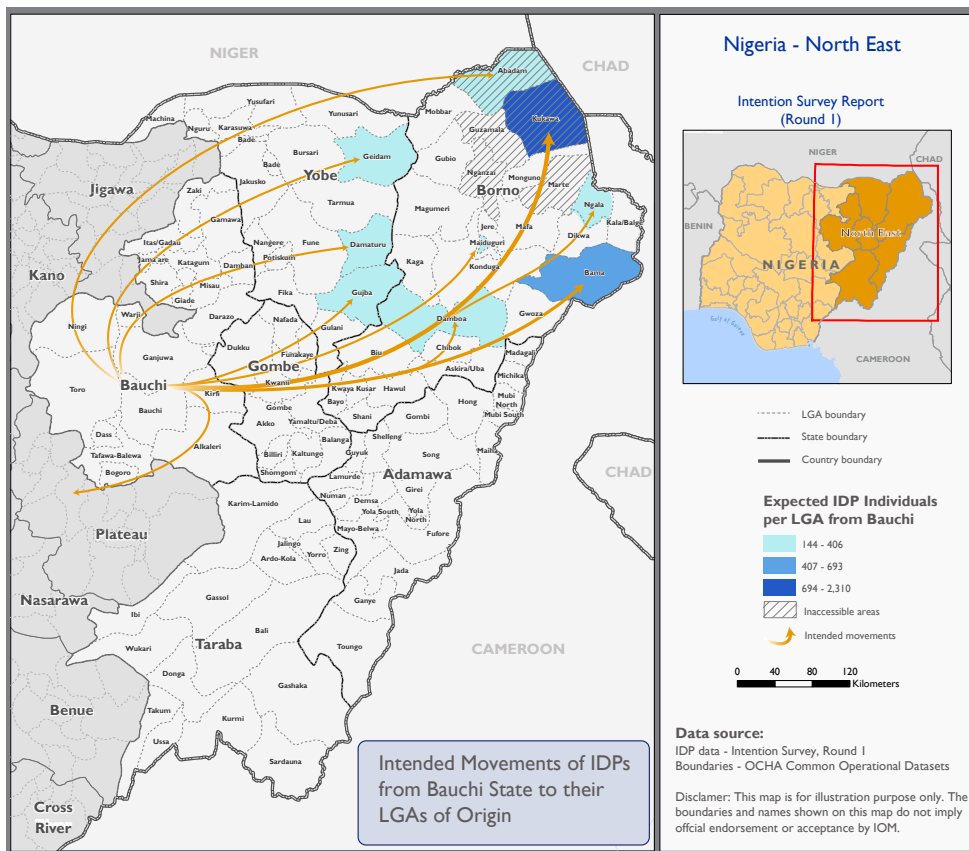 NIGER
CHAD
Abadam
Machina
Yusufari
Yunusari
Mobbar
Kukawa
Nguru
Karasuwa
Bade
Guzamala
Bursari
Geidam
Gubio
Bade
Yobe
Nganzai
Monguno
Marte
Jigawa
Zaki
Jakusko
Borno
Gamawa
Tarmua
Magumeri
Ngala
Jere
Mafa
Kala/Balge
Itas/Gadau
Nangere
Fune
Damaturu
Maiduguri
Dikwa
Jama'are
Katagum
Damban
Potiskum
Kaga
Konduga
Bama
Kano
Shira
Misau
Giade
Fika
Gujba
Ningi
Warji
Darazo
Nafada
Gulani
Damboa
Gwoza
Dukku
Funakaye
Biu
Chibok
Madagali
Ganjuwa
Gombe
Askira/Uba
Michika
Toro
Bauchi
Kwami
Kirfi
Kwaya Kusar
Hawul
Bayo
Hong
Mubi
North
Mubi South
Bauchi
Gombe
Akko
Yamaltu/Deba
Shani
Gombi
Dass
Tafawa-Balewa
Alkaleri
Balanga
Shelleng
Song
Maiha
Bogoro
Billiri
Kaltungo
Guyuk
Shomgom
Lamurde
Adamawa
CHAD
Karim-Lamido
Numan
Demsa
Girei
Yola South
Yola
North
Plateau
Lau
Mayo-Belwa
Fufore
Jalingo
Yorro
Zing
Ardo-Kola
Jada
Nasarawa
Gassol
Ganye
Ibi
Bali
Taraba
Wukari
Toungo
CAMEROON
Donga
Gashaka
Benue
Takum
Kurmi
Ussa
Sardauna
Cross
River
Intended Movements of IDPs
from Bauchi State to their
LGAs of Origin
Nigeria - North East
Intention Survey Report
(Round 1)
NIGER
CHAD
BENIN
North East
NIGERIA
Gulf of Guinea
CAMEROON
LGA boundary
State boundary
Country boundary
Expected IDP Individuals
per LGA from Bauchi
144 - 406
407 - 693
694 - 2,310
Inaccessible areas
Intended movements
0 40 80 120
Kilometers
Data source:
IDP data - Intention Survey, Round 1
Boundaries - OCHA Common Operational Datasets
Disclamer: This map is for illustration purpose only. The
boundaries and names shown on this map do not imply
offcial endorsement or acceptance by IOM.